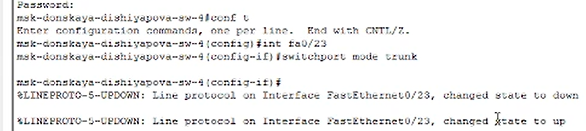 Password:
msk-donskaya-dishiyapova-sw-4#conf t
Enter configuration commands, one per line.  End with CNTL/Z.
msk-donskaya-dishiyapova-sw-4(config)#int fa0/23
msk-donskaya-dishiyapova-sw-4(config-if)#switchport mode trunk
msk-donskaya-dishiyapova-sw-4(config-if)#
%LINEPROTO-5-UPDOWN: Line protocol on Interface FastEthernet0/23, changed state to down
%LINEPROTO-5-UPDOWN: Line protocol on Interface FastEthernet0/23, changed state to up